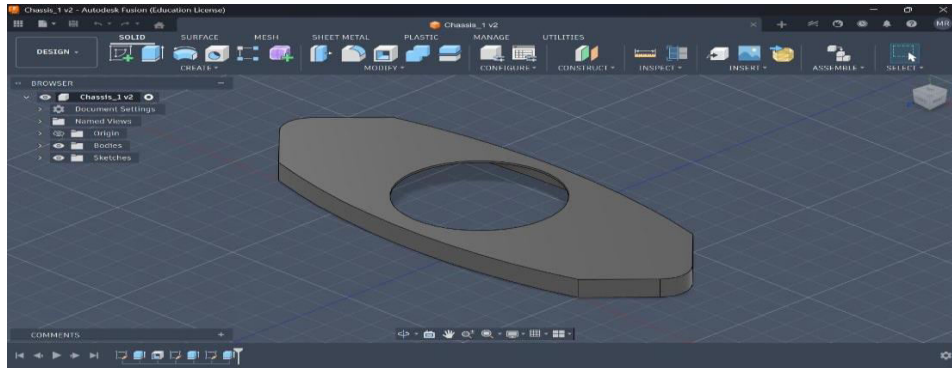 Chassis_1 v2 - Autodesk Fusion (Education License)
Chassis_1 v2
MB
DESIGN
SOLID SURFACE MESH SHEET METAL PLASTIC MANAGE UTILITIES
CREATE MODIFY CONFIGURE CONSTRUCT INSPECT INSERT ASSEMBLE SELECT
BROWSER
Chassis_1 v2
Document Settings
Named Views
Origin
Bodies
Sketches
COMMENTS